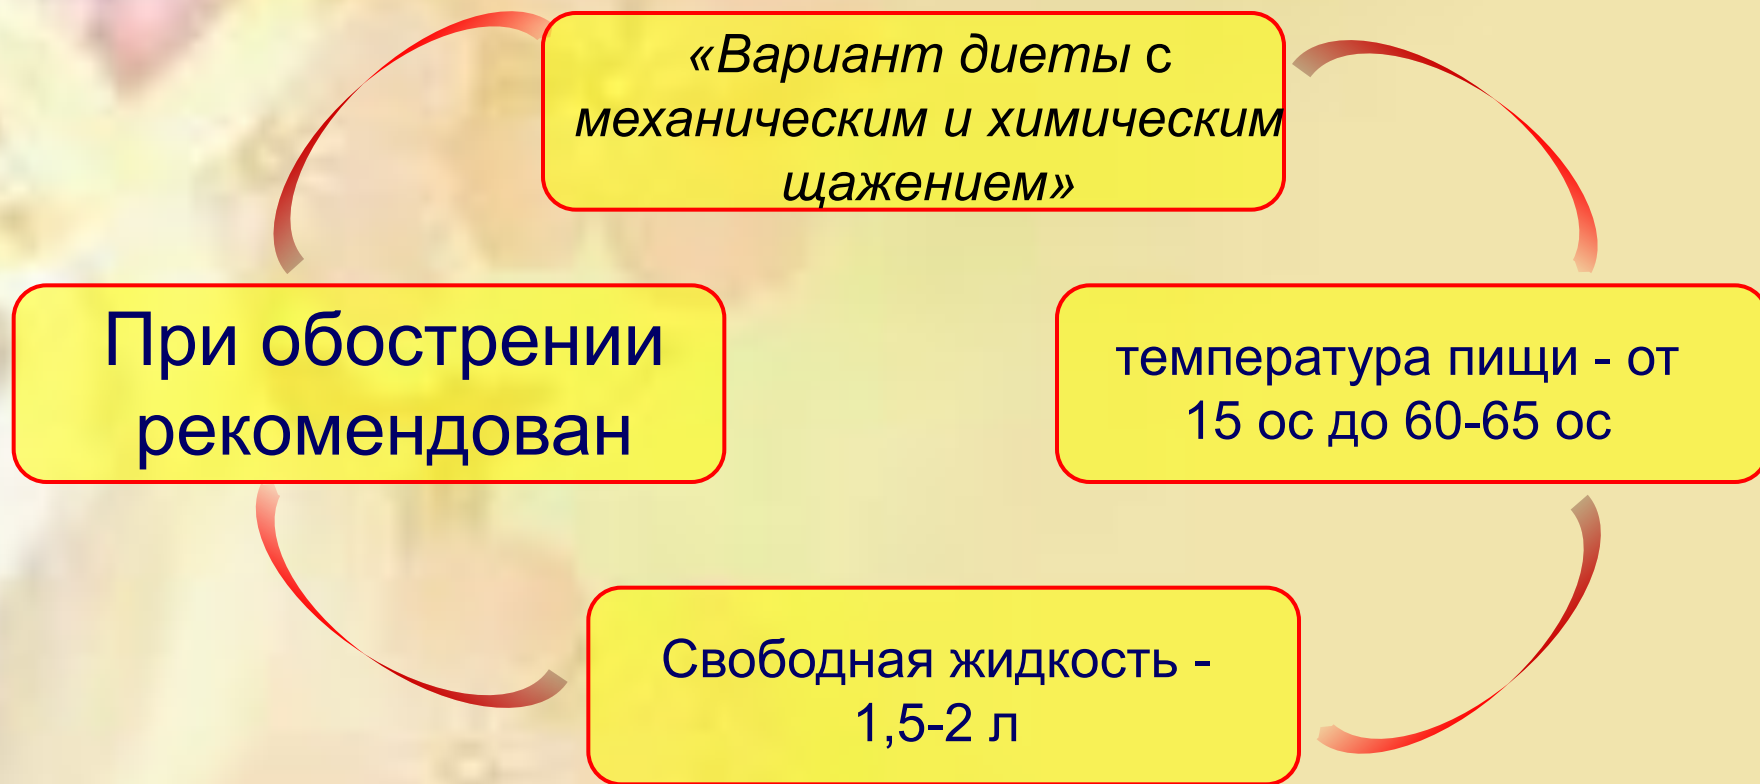 «Вариант диеты с
механическим и химическим
щажением»
При обострении
рекомендован
температура пищи - от
15 ос до 60-65 ос
Свободная жидкость -
1,5-2 л